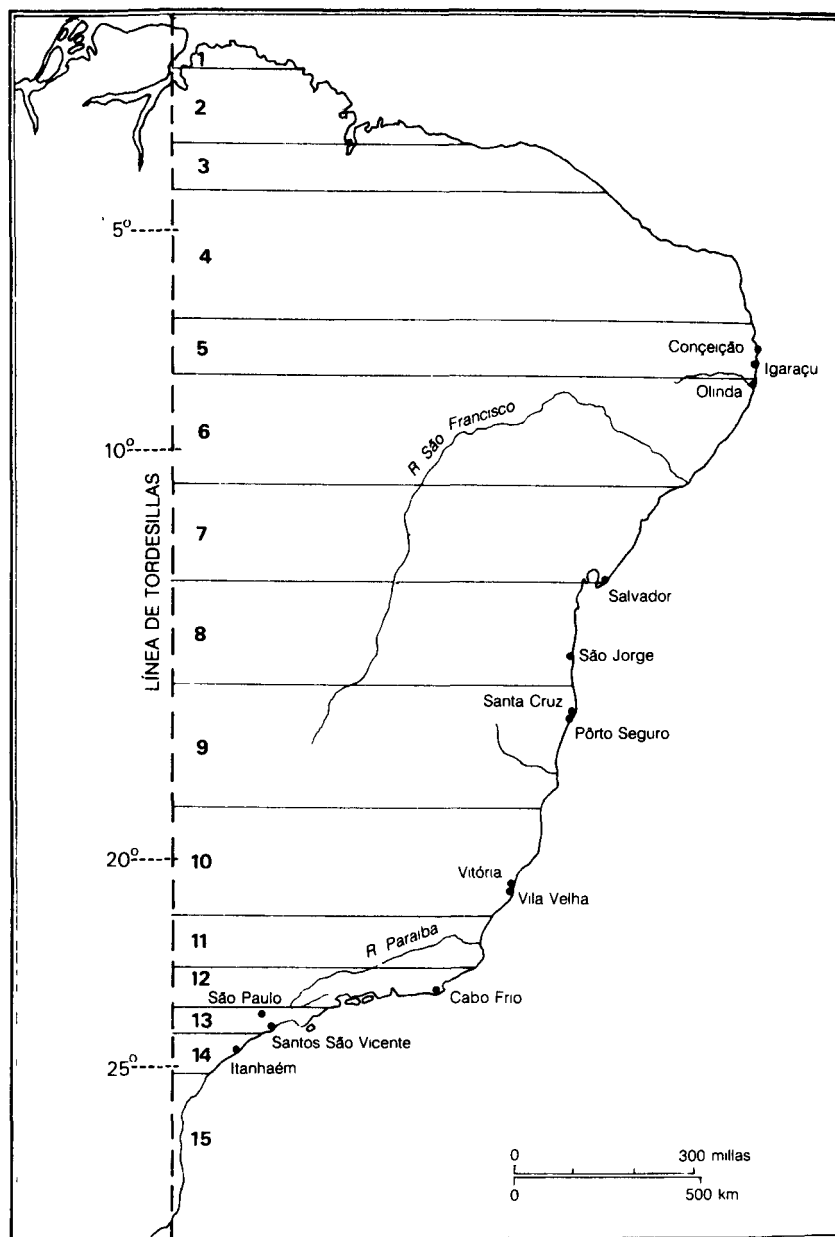 1
2
3
5º
4
5
Conçeição
Igaraçu
Olinda
6
R São Francisco
10º
LÍNEA DE TORDESILLAS
7
Salvador
8
São Jorge
Santa Cruz
Pôrto Seguro
9
20º
10
Vitória
Vila Velha
11
R Paraiba
12
São Paulo
Cabo Frio
13
Santos São Vicente
14
Itanhaém
25º
15
0 300 millas
0 500 km